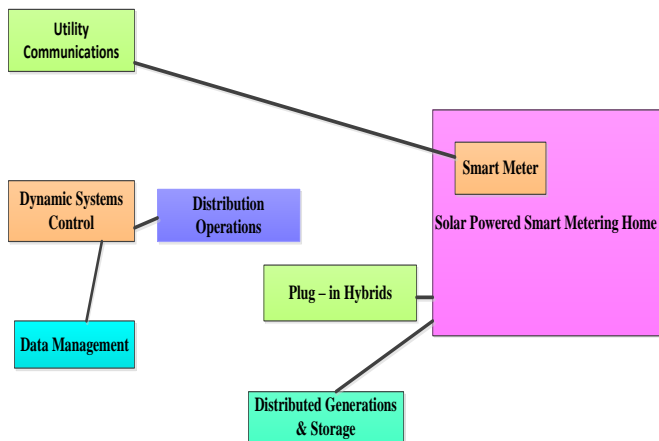 Utility
Communications
Smart Meter
Solar Powered Smart Metering Home
Dynamic Systems
Control
Distribution
Operations
Plug – in Hybrids
Data Management
Distributed Generations
& Storage